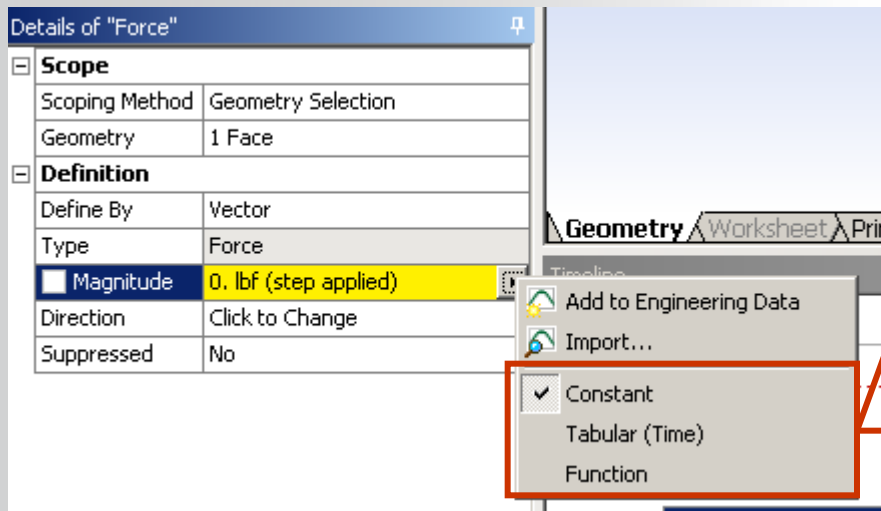 Details of "Force"
Scope
Scoping Method Geometry Selection
Geometry 1 Face
Definition
Define By Vector
Type Force
Magnitude 0. lbf (step applied)
Direction Click to Change
Suppressed No
Geometry Worksheet
Timeline
Add to Engineering Data
Import...
Constant
Tabular (Time)
Function